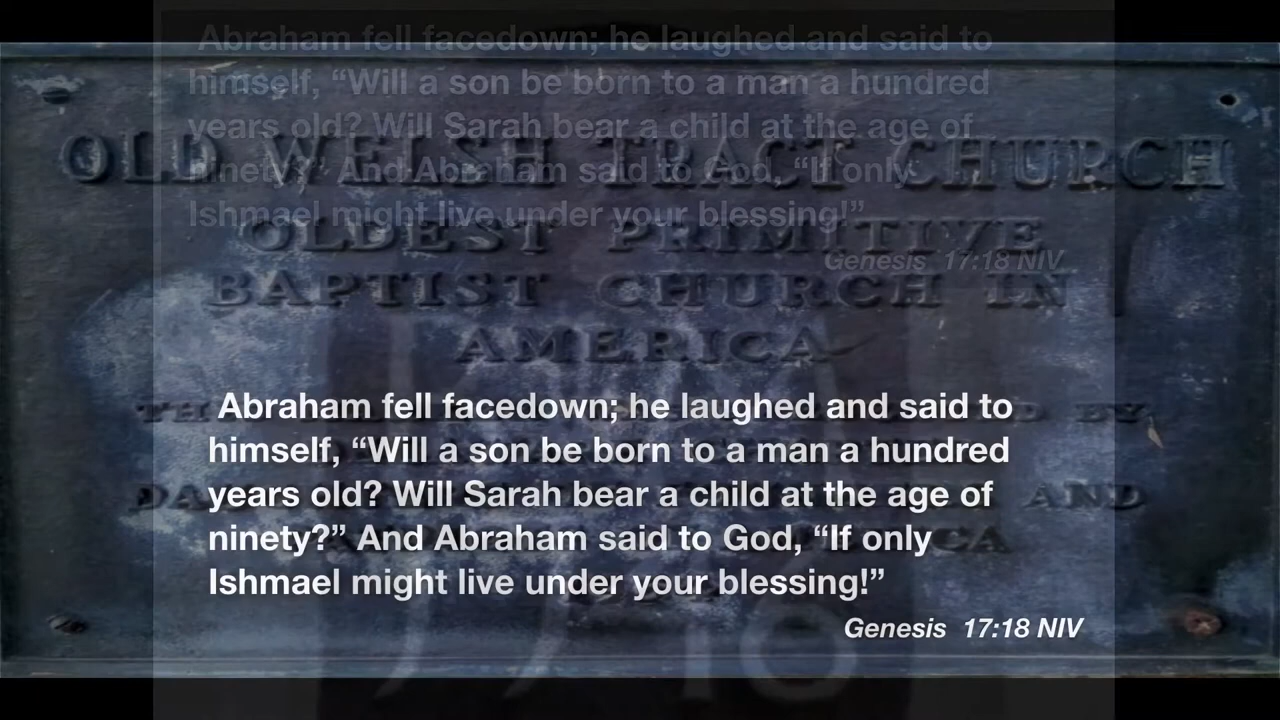 Abraham fell facedown; he laughed and said to
himself, “Will a son be born to a man a hundred
years old? Will Sarah bear a child at the age of
ninety?” And Abraham said to God, “If only
Ishmael might live under your blessing!”
Genesis 17:18 NIV
OLD WELSH TRACT CHURCH
OLDEST PRIMITIVE
BAPTIST CHURCH IN
AMERICA
BY
AND
Abraham fell facedown; he laughed and said to
himself, “Will a son be born to a man a hundred
years old? Will Sarah bear a child at the age of
ninety?” And Abraham said to God, “If only
Ishmael might live under your blessing!”
Genesis 17:18 NIV